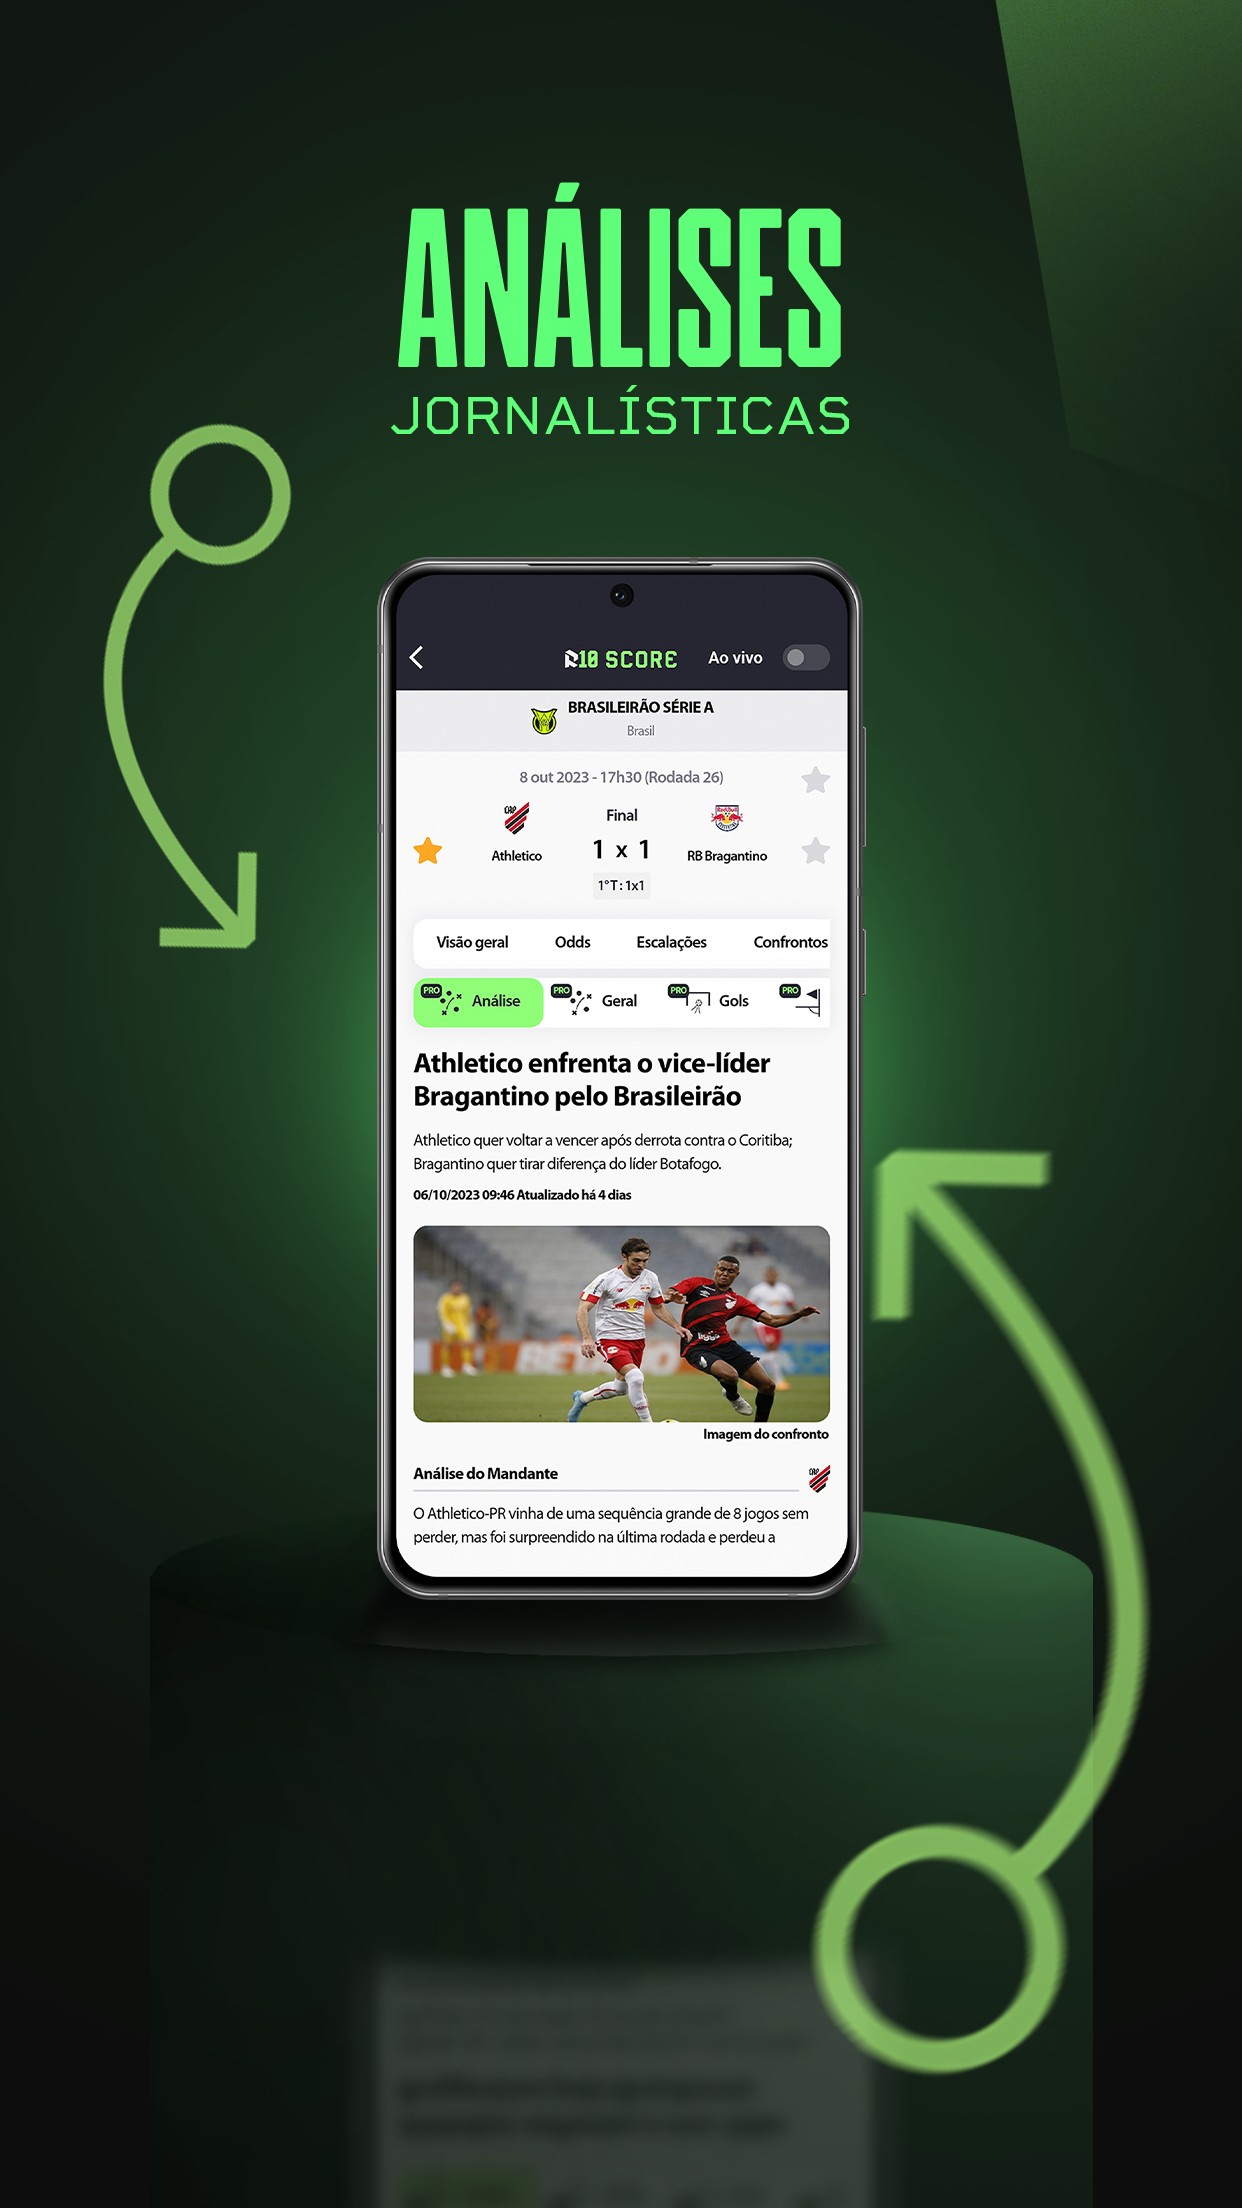 ANÁLISES
JORNALÍSTICAS
R10 SCORE
Ao vivo
BRASILEIRÃO SÉRIE A
Brasil
8 out 2023 - 17h30 (Rodada 26)
CAP
Final
Athletico
1 x 1
RB Bragantino
1°T: 1x1
Visão geral Odds Escalações Confrontos
PRO Análise PRO Geral PRO Gols PRO
Athletico enfrenta o vice-líder
Bragantino pelo Brasileirão
Athletico quer voltar a vencer após derrota contra o Coritiba;
Bragantino quer tirar diferença do líder Botafogo.
06/10/2023 09:46 Atualizado há 4 dias
Imagem do confronto
Análise do Mandante
CAP
O Athletico-PR vinha de uma sequência grande de 8 jogos sem
perder, mas foi surpreendido na última rodada e perdeu a